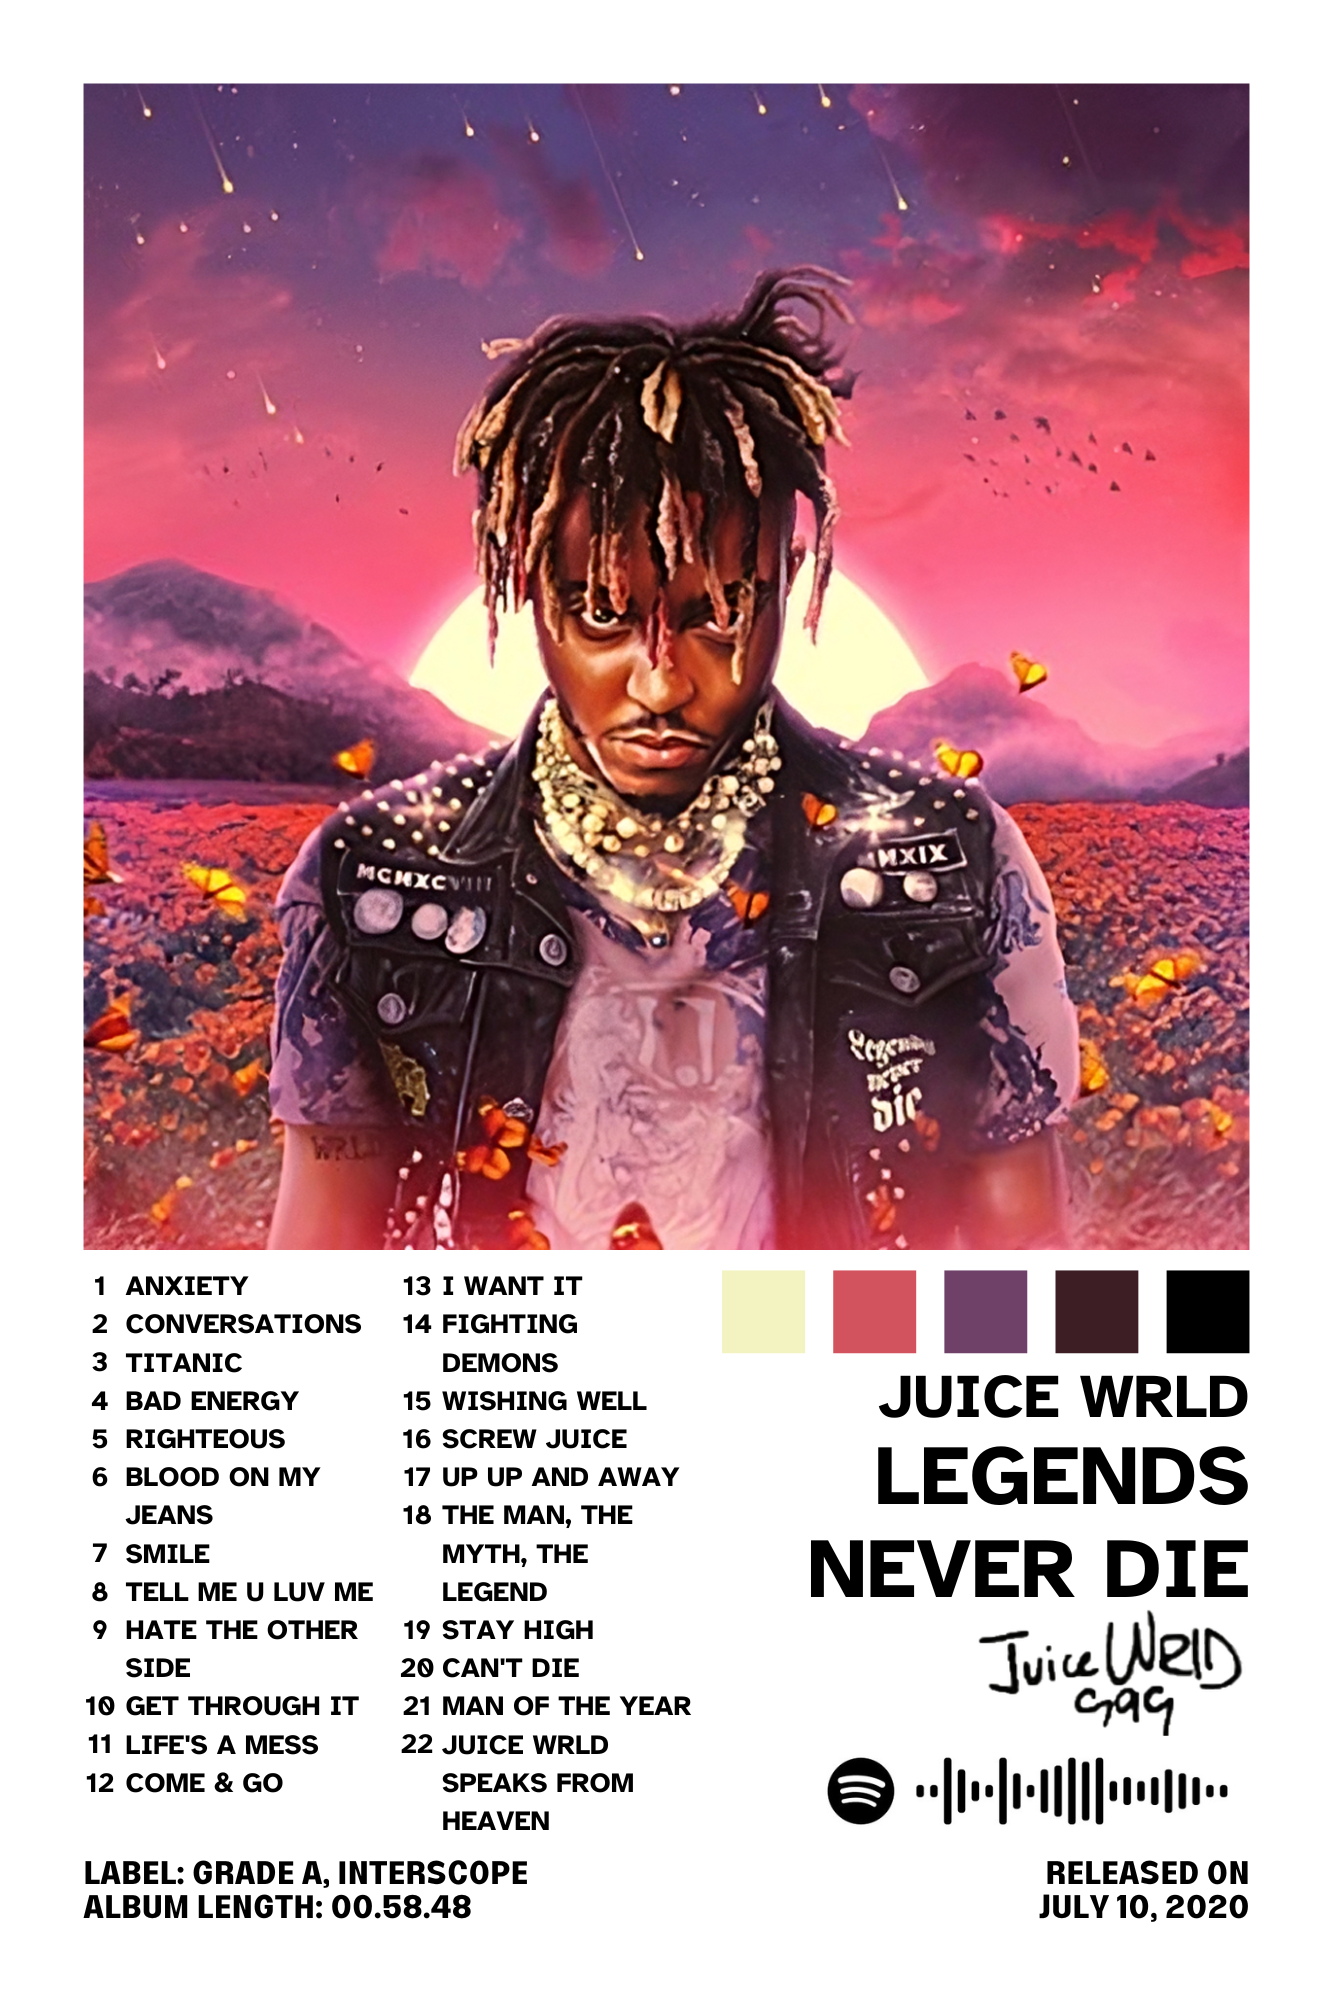 MCMXCVIII
MMXIX
Legends
never
die
WRLD
1 ANXIETY
2 CONVERSATIONS
3 TITANIC
4 BAD ENERGY
5 RIGHTEOUS
6 BLOOD ON MY
JEANS
7 SMILE
8 TELL ME U LUV ME
9 HATE THE OTHER
SIDE
10 GET THROUGH IT
11 LIFE'S A MESS
12 COME & GO
13 I WANT IT
14 FIGHTING
DEMONS
15 WISHING WELL
16 SCREW JUICE
17 UP UP AND AWAY
18 THE MAN, THE
MYTH, THE
LEGEND
19 STAY HIGH
20 CAN'T DIE
21 MAN OF THE YEAR
22 JUICE WRLD
SPEAKS FROM
HEAVEN
JUICE WRLD
LEGENDS
NEVER DIE
Juice WRLD
999
LABEL: GRADE A, INTERSCOPE
ALBUM LENGTH: 00.58.48
RELEASED ON
JULY 10, 2020